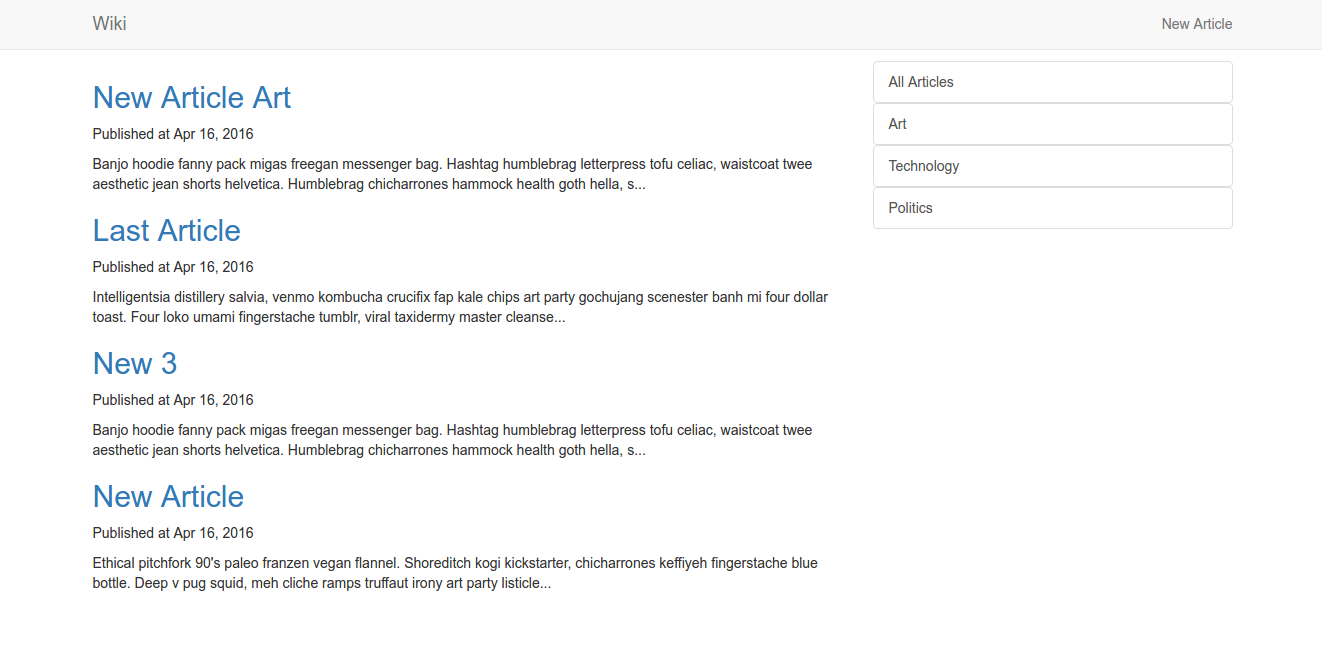 Wiki
New Article
New Article Art
Published at Apr 16, 2016
Banjo hoodie fanny pack migas freegan messenger bag. Hashtag humblebrag letterpress tofu celiac, waistcoat twee
aesthetic jean shorts helvetica. Humblebrag chicharrones hammock health goth hella, s...
Last Article
Published at Apr 16, 2016
Intelligentsia distillery salvia, venmo kombucha crucifix fap kale chips art party gochujang scenester banh mi four dollar
toast. Four loko umami fingerstache tumblr, viral taxidermy master cleanse...
New 3
Published at Apr 16, 2016
Banjo hoodie fanny pack migas freegan messenger bag. Hashtag humblebrag letterpress tofu celiac, waistcoat twee
aesthetic jean shorts helvetica. Humblebrag chicharrones hammock health goth hella, s...
New Article
Published at Apr 16, 2016
Ethical pitchfork 90's paleo franzen vegan flannel. Shoreditch kogi kickstarter, chicharrones keffiyeh fingerstache blue
bottle. Deep v pug squid, meh cliche ramps truffaut irony art party listicle...
All Articles
Art
Technology
Politics